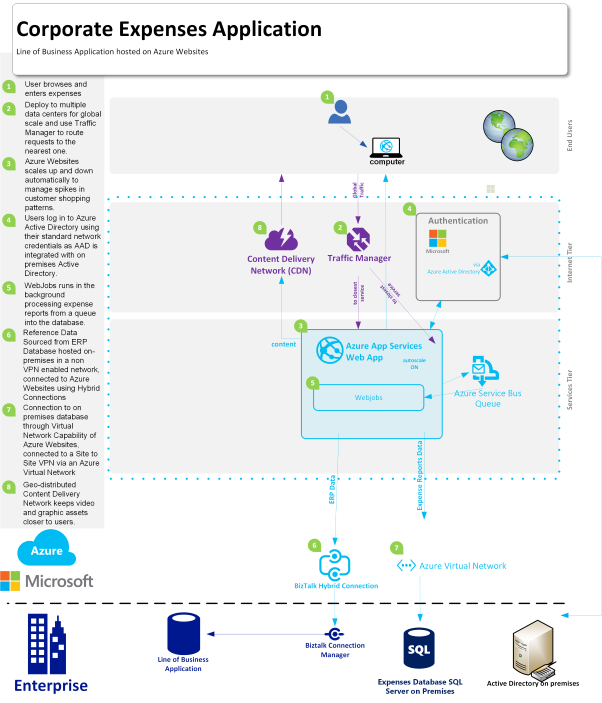 Corporate Expenses Application
Line of Business Application hosted on Azure Websites
1
User browses and
enters expenses
2
Deploy to multiple
data centers for global
scale and use Traffic
Manager to route
requests to the
nearest one.
3
Azure Websites
scales up and down
automatically to
manage spikes in
customer shopping
patterns.
4
Users log in to Azure
Active Directory using
their standard network
credentials as AAD is
integrated with on
premises Active
Directory.
5
WebJobs runs in the
background
processing expense
reports from a queue
into the database.
6
Reference Data
Sourced from ERP
Database hosted on-
premises in a non
VPN enabled network,
connected to Azure
Websites using Hybrid
Connections
7
Connection to on
premises database
through Virtual
Network Capability of
Azure Websites,
connected to a Site to
Site VPN via an Azure
Virtual Network
8
Geo-distributed
Content Delivery
Network keeps video
and graphic assets
closer to users.
1
computer
End Users
global
traffic
8
Content Delivery
Network (CDN)
2
Traffic Manager
4
Authentication
Microsoft
via
Azure Active Directory
Internet Tier
to closest
service
to closest
service
content
3
Azure App Services
Web App
autoscale
ON
5
Webjobs
Azure Service Bus
Queue
Services Tier
ERP Data
Expense Reports Data
Azure
Microsoft
6
BizTalk Hybrid Connection
7
Azure Virtual Network
Enterprise
Line of Business
Application
Biztalk Connection
Manager
SQL
Expenses Database SQL
Server on Premises
Active Directory on premises